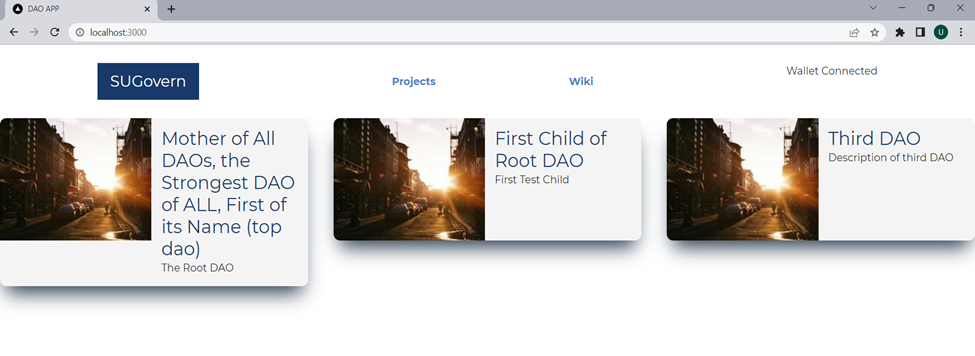 DAO APP
localhost:3000
U
SUGovern
Projects
Wiki
Wallet Connected
Mother of All
DAOs, the
Strongest DAO
of ALL, First of
its Name (top
dao)
The Root DAO
First Child of
Root DAO
First Test Child
Third DAO
Description of third DAO